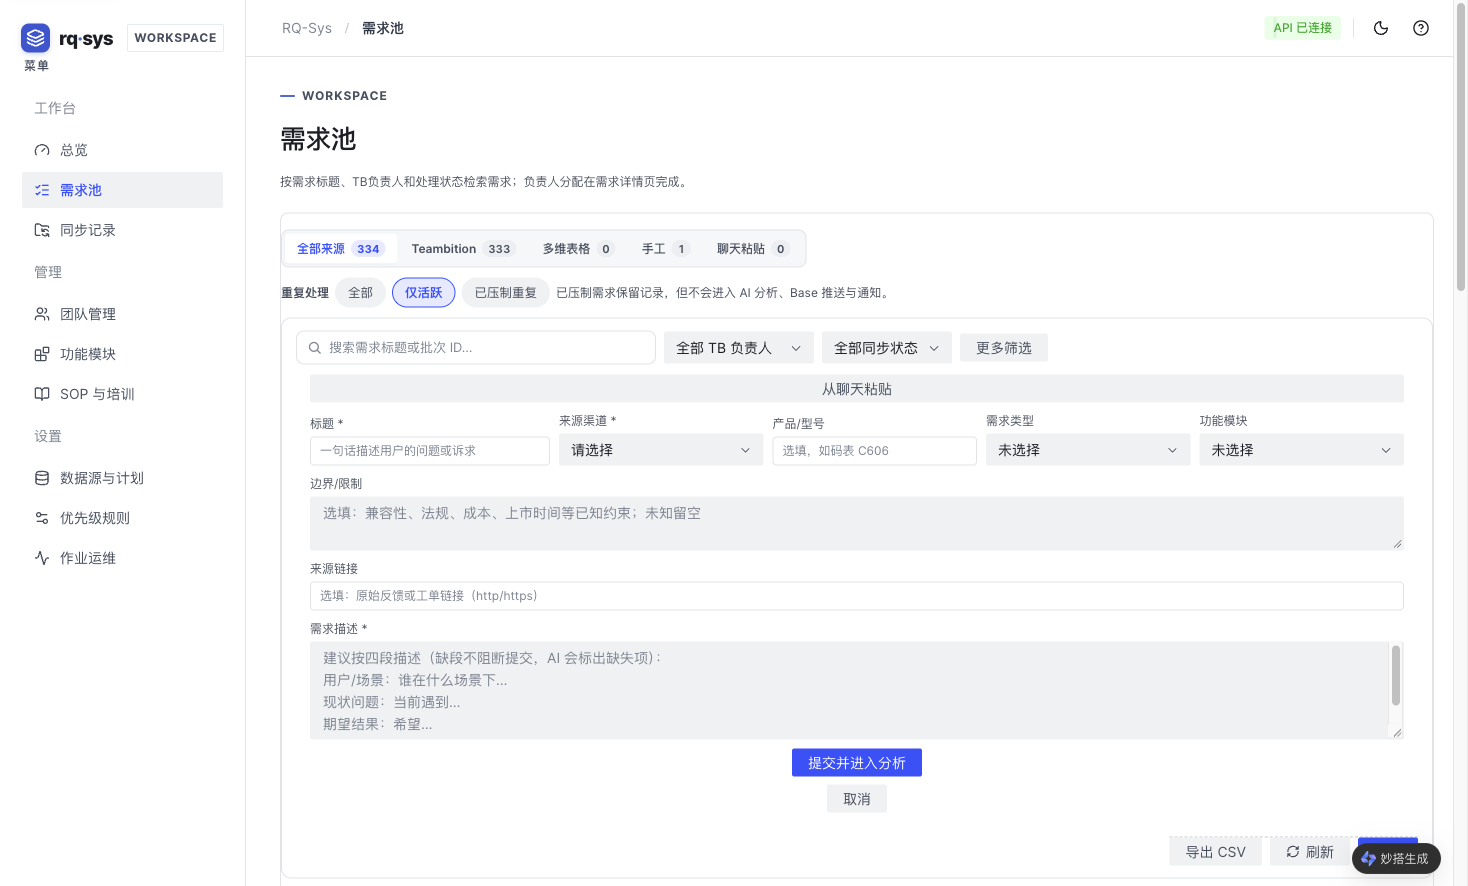 rq·sys WORKSPACE
菜单
工作台
总览
需求池
同步记录
管理
团队管理
功能模块
SOP 与培训
设置
数据源与计划
优先级规则
作业运维
RQ-Sys / 需求池
API 已连接
WORKSPACE
需求池
按需求标题、TB负责人和处理状态检索需求；负责人分配在需求详情页完成。
全部来源 334 Teambition 333 多维表格 0 手工 1 聊天粘贴 0
重复处理 全部 仅活跃 已压制重复 已压制需求保留记录，但不会进入 AI 分析、Base 推送与通知。
搜索需求标题或批次 ID... 全部 TB 负责人 全部同步状态 更多筛选
从聊天粘贴
标题 * 来源渠道 * 产品/型号 需求类型 功能模块
一句话描述用户的问题或诉求 请选择 选填，如码表 C606 未选择 未选择
边界/限制
选填：兼容性、法规、成本、上市时间等已知约束；未知留空
来源链接
选填：原始反馈或工单链接（http/https）
需求描述 *
建议按四段描述（缺段不阻断提交，AI 会标出缺失项）：
用户/场景：谁在什么场景下...
现状问题：当前遇到...
期望结果：希望...
提交并进入分析
取消
导出 CSV 刷新
妙搭生成